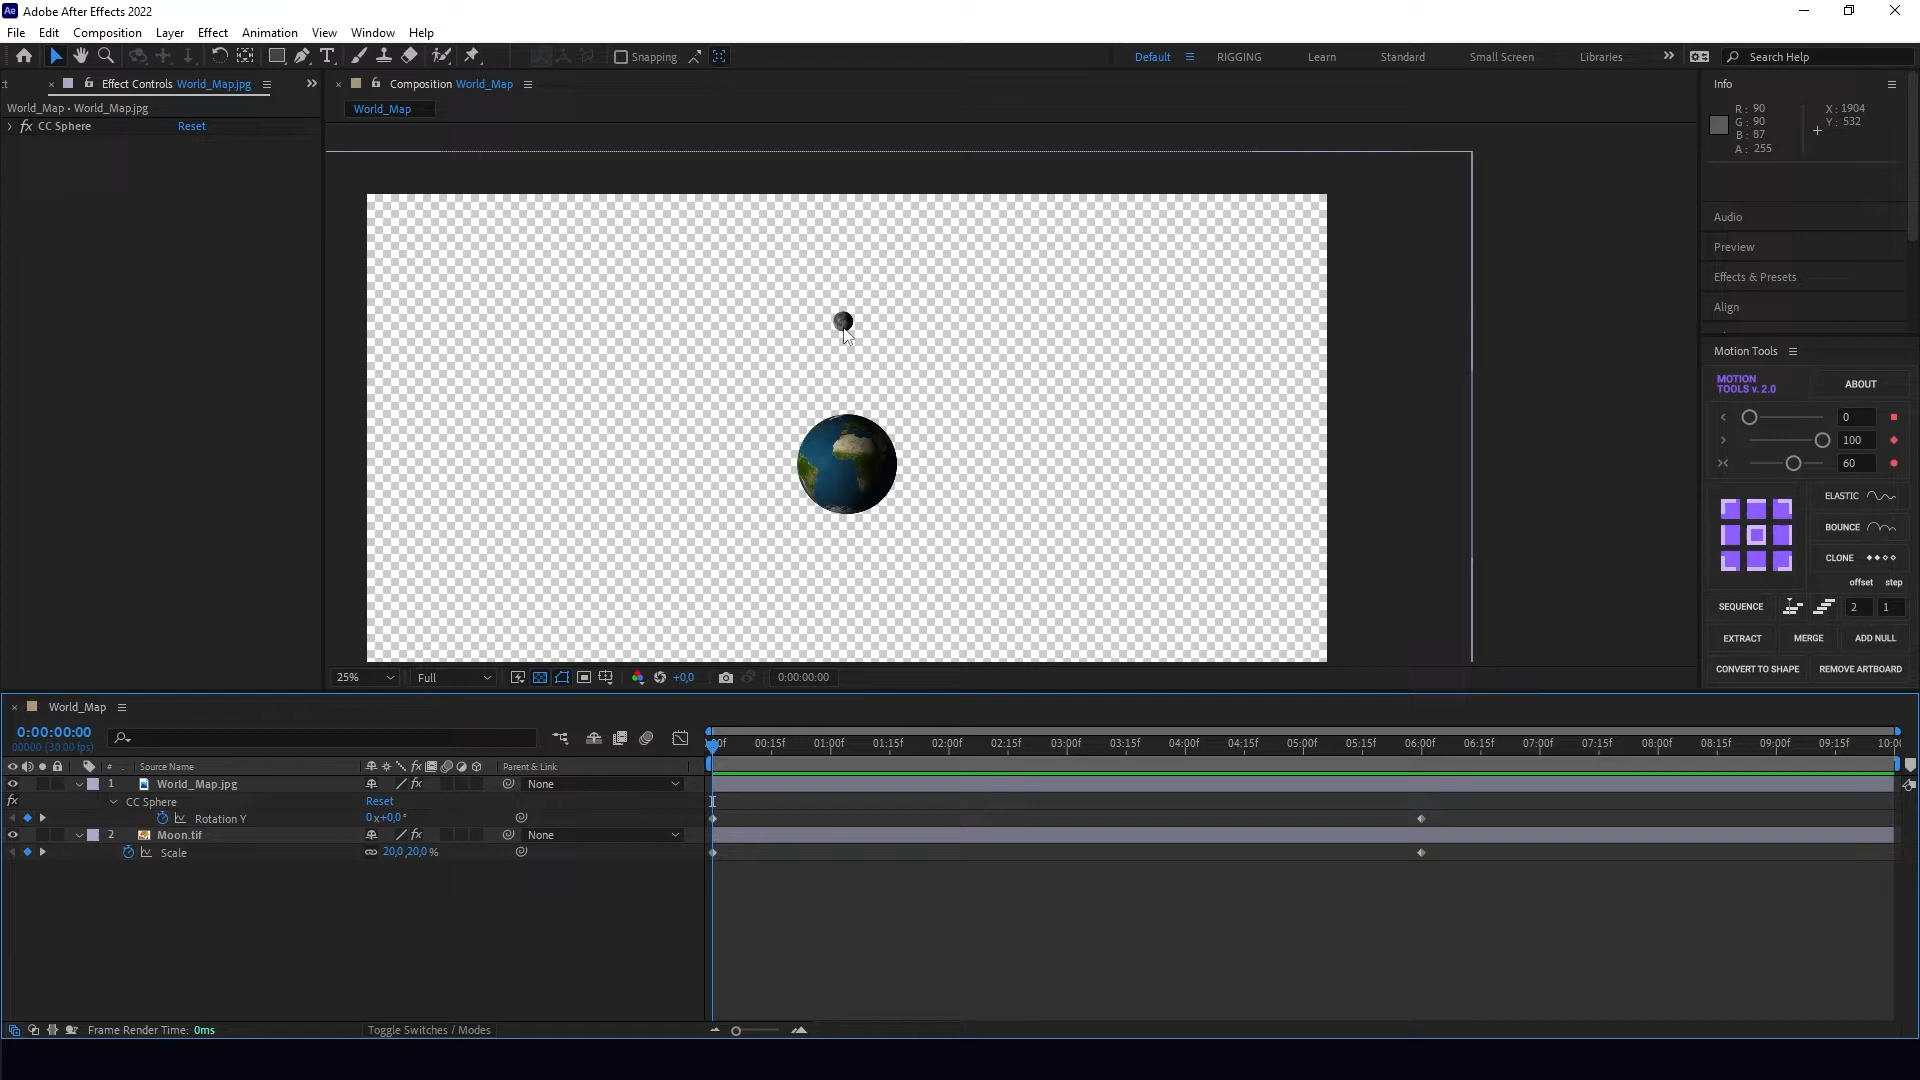 Ae Adobe After Effects 2022
File Edit Composition Layer Effect Animation View Window Help
Snapping Default RIGGING Learn Standard Small Screen Libraries Search Help
Effect Controls World_Map.jpg
World_Map • World_Map.jpg
fx CC Sphere Reset
Composition World_Map
World_Map
Info
R: 90
G: 90
B: 87
A: 255
X: 1904
Y: 532
Audio
Preview
Effects & Presets
Align
Motion Tools
MOTION
TOOLS v. 2.0
ABOUT
0
100
60
ELASTIC
BOUNCE
CLONE
offset step
SEQUENCE 2 1
EXTRACT MERGE ADD NULL
CONVERT TO SHAPE REMOVE ARTBOARD
25% Full +0,0 0:00:00:00
World_Map
0:00:00:00
00000 (30.00 fps)
00:15f 01:00f 01:15f 02:00f 02:15f 03:00f 03:15f 04:00f 04:15f 05:00f 05:15f 06:00f 06:15f 07:00f 07:15f 08:00f 08:15f 09:00f 09:15f
# Source Name fx Parent & Link
1 World_Map.jpg fx None
fx CC Sphere Reset
Rotation Y 0x+0,0°
2 Moon.tif fx None
Scale 20,0,20,0%
Frame Render Time: 0ms Toggle Switches / Modes